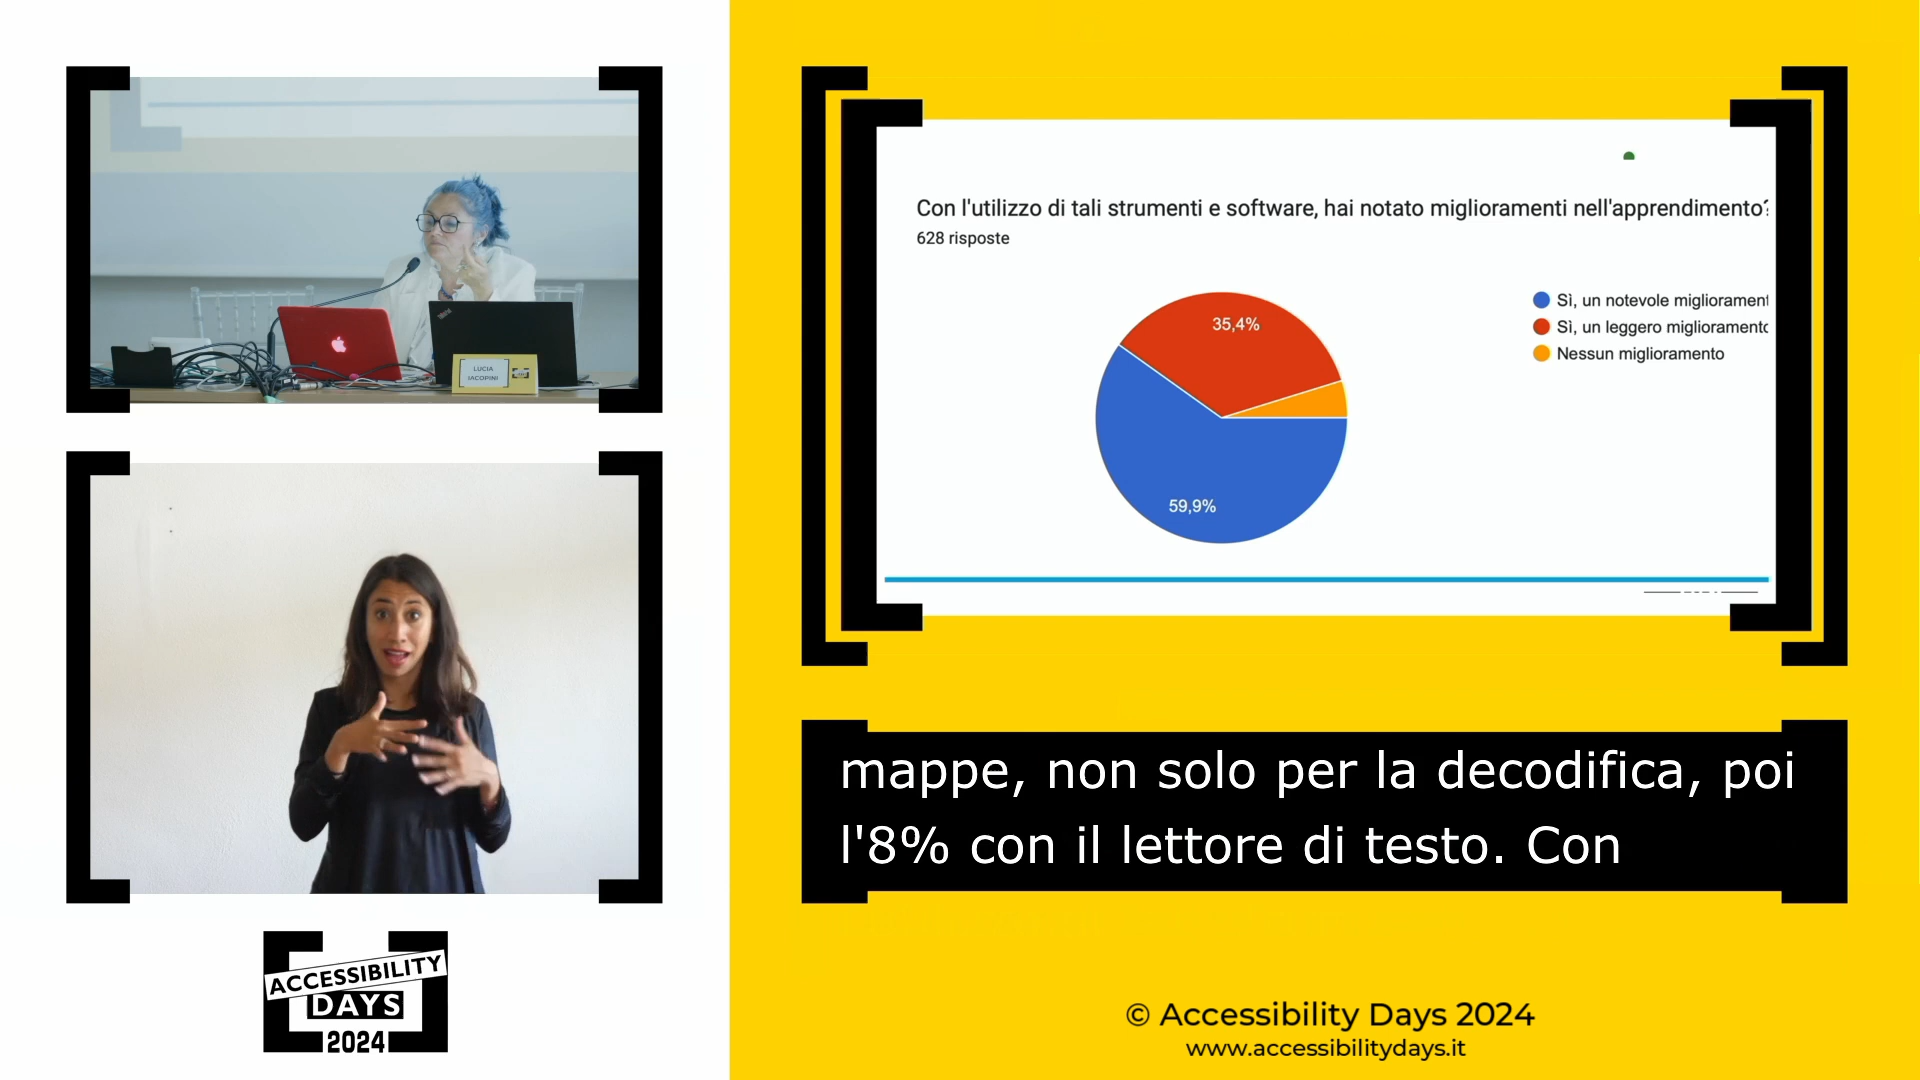 LUCIA
IACOPINI
ACCESSIBILITY
DAYS
2024
Con l'utilizzo di tali strumenti e software, hai notato miglioramenti nell'apprendimento?
628 risposte
35,4%
59,9%
Sì, un notevole migliorament
Sì, un leggero miglioramento
Nessun miglioramento
mappe, non solo per la decodifica, poi
l'8% con il lettore di testo. Con
© Accessibility Days 2024
www.accessibilitydays.it